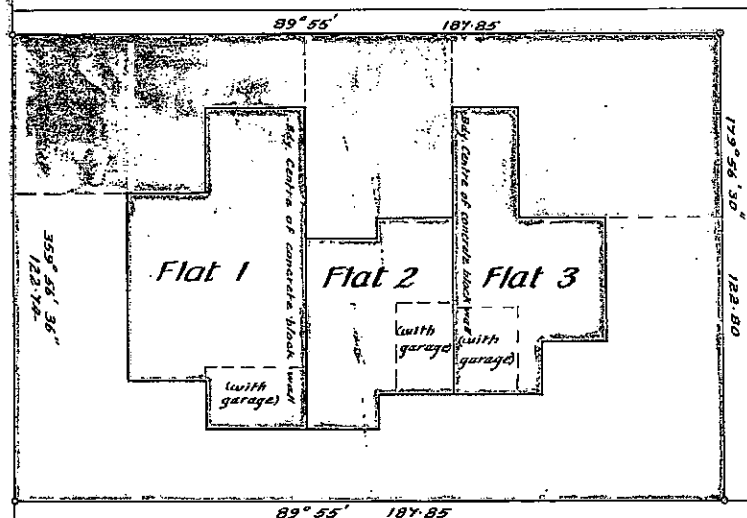 89° 55' 187.85
179° 56' 30"
122.80
359° 56' 36"
122.70.
Bdy. Centre of concrete block wall
Bdy. Centre of concrete block wall
Flat 1
Flat 2
Flat 3
(with
garage)
(with
garage)
(with
garage)
89° 55' 187.85